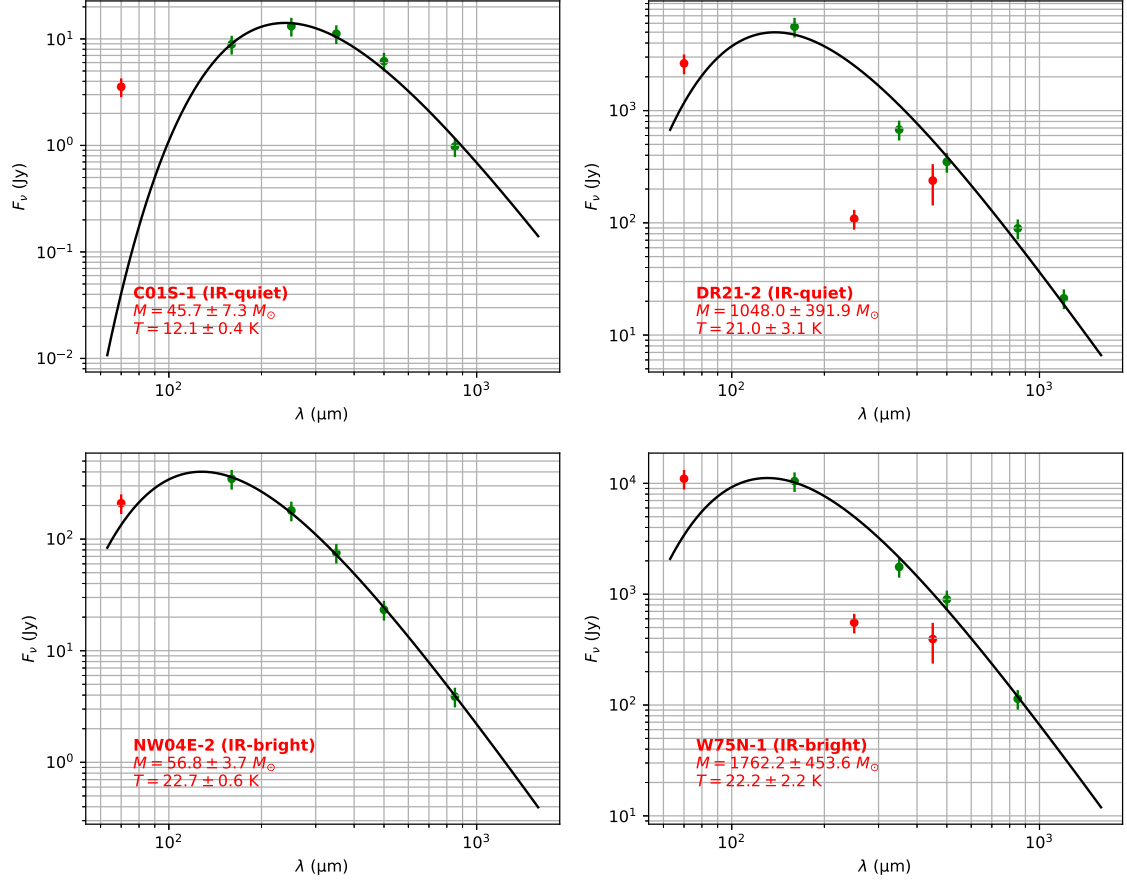 10¹
10⁰
10⁻¹
10⁻²
Fν (Jy)
C01S-1 (IR-quiet)
M = 45.7 ± 7.3 M☉
T = 12.1 ± 0.4 K
10² 10³
λ (µm)
10³
10²
10¹
Fν (Jy)
DR21-2 (IR-quiet)
M = 1048.0 ± 391.9 M☉
T = 21.0 ± 3.1 K
10² 10³
λ (µm)
10²
10¹
10⁰
Fν (Jy)
NW04E-2 (IR-bright)
M = 56.8 ± 3.7 M☉
T = 22.7 ± 0.6 K
10² 10³
λ (µm)
10⁴
10³
10²
10¹
Fν (Jy)
W75N-1 (IR-bright)
M = 1762.2 ± 453.6 M☉
T = 22.2 ± 2.2 K
10² 10³
λ (µm)